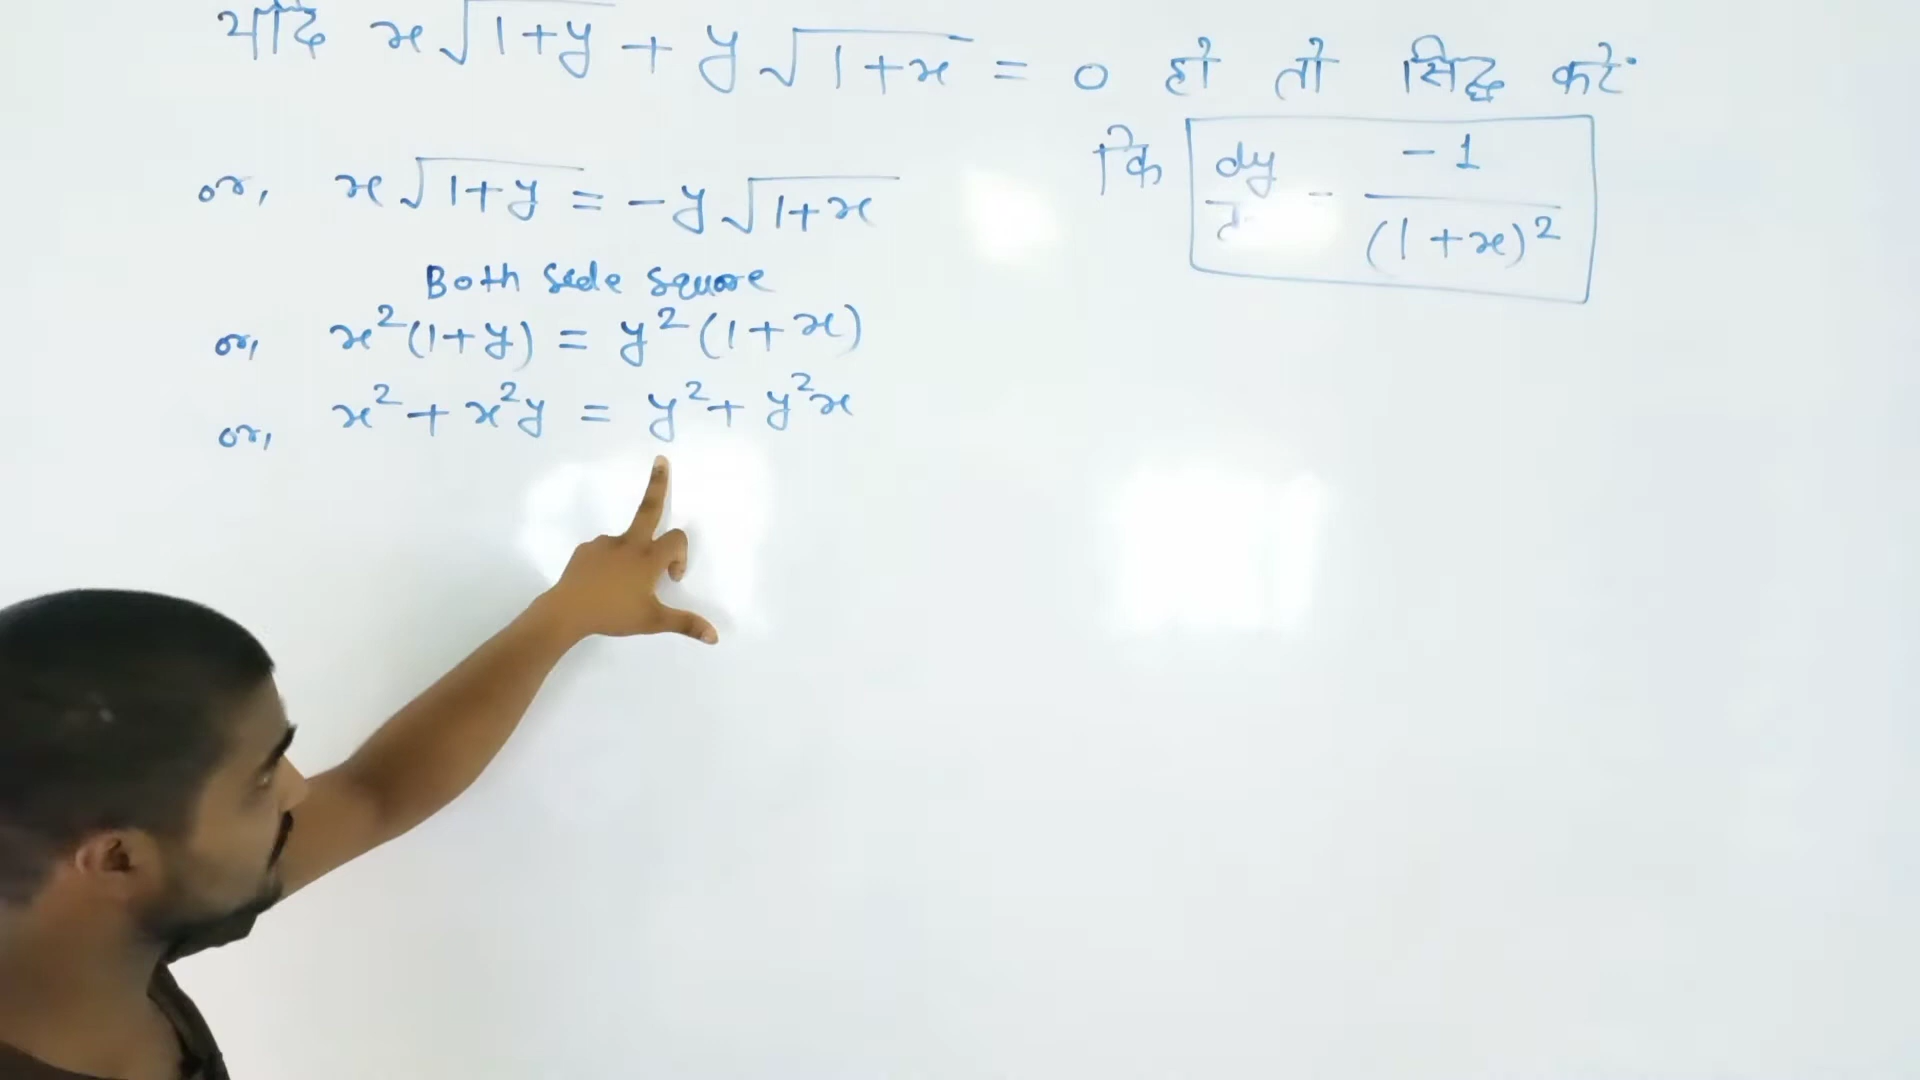 यदि x√1+y + y√1+x = 0 हो तो सिद्ध करें
कि dy - -1/(1+x)²
or, x√1+y = -y√1+x
Both side square
or, x²(1+y) = y²(1+x)
or, x² + x²y = y² + y²x